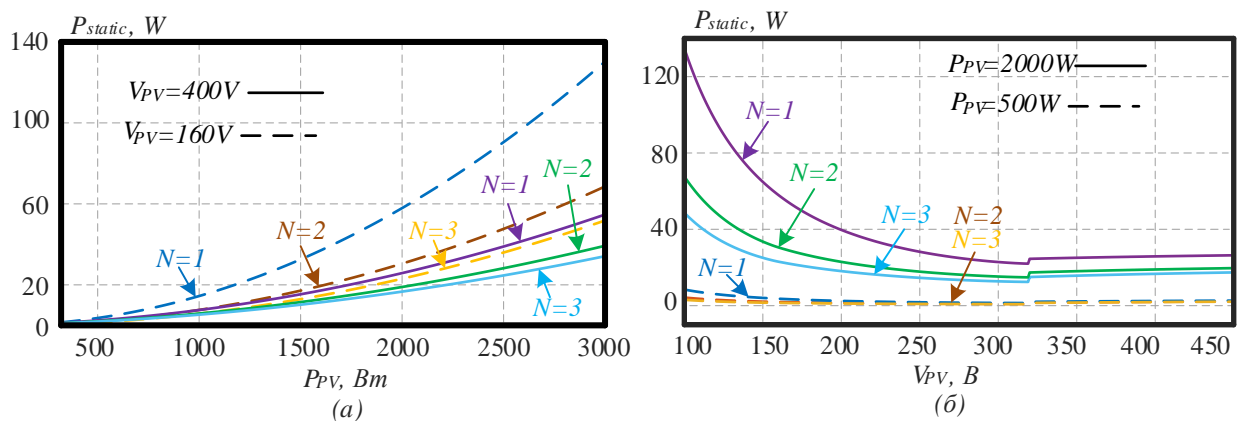 Pstatic, W
140
100
60
20
0
VPV=400V
VPV=160V
N=1
N=2
N=3
N=1
N=2
N=3
500
1000
1500
2000
2500
3000
PPV, Вт
(а)
Pstatic, W
120
80
40
0
PPV=2000W
PPV=500W
N=1
N=2
N=3
N=2
N=3
N=1
100
150
200
250
300
350
400
450
VPV, В
(б)